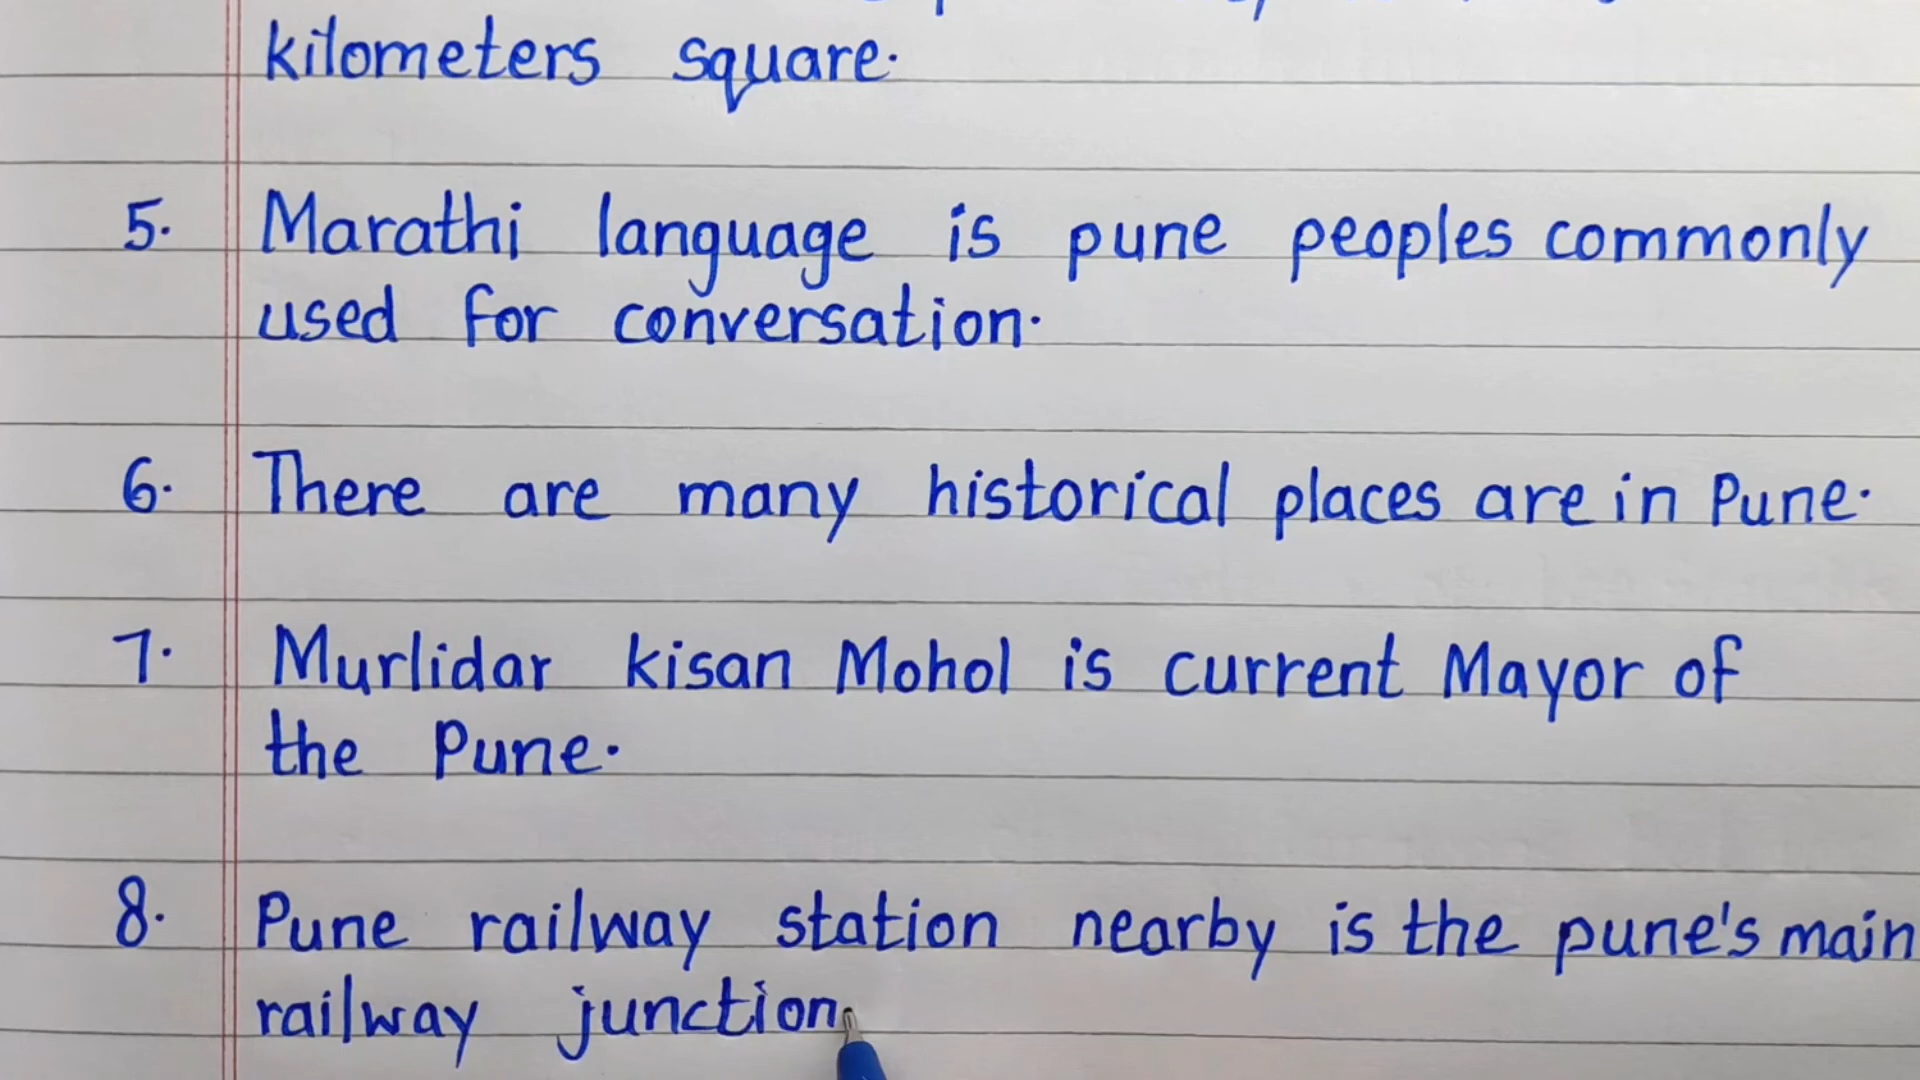 kilometers square.
5. Marathi language is pune peoples commonly
used for conversation.
6. There are many historical places are in Pune.
7. Murlidar kisan Mohol is current Mayor of
the Pune.
8. Pune railway station nearby is the pune's main
railway junction.